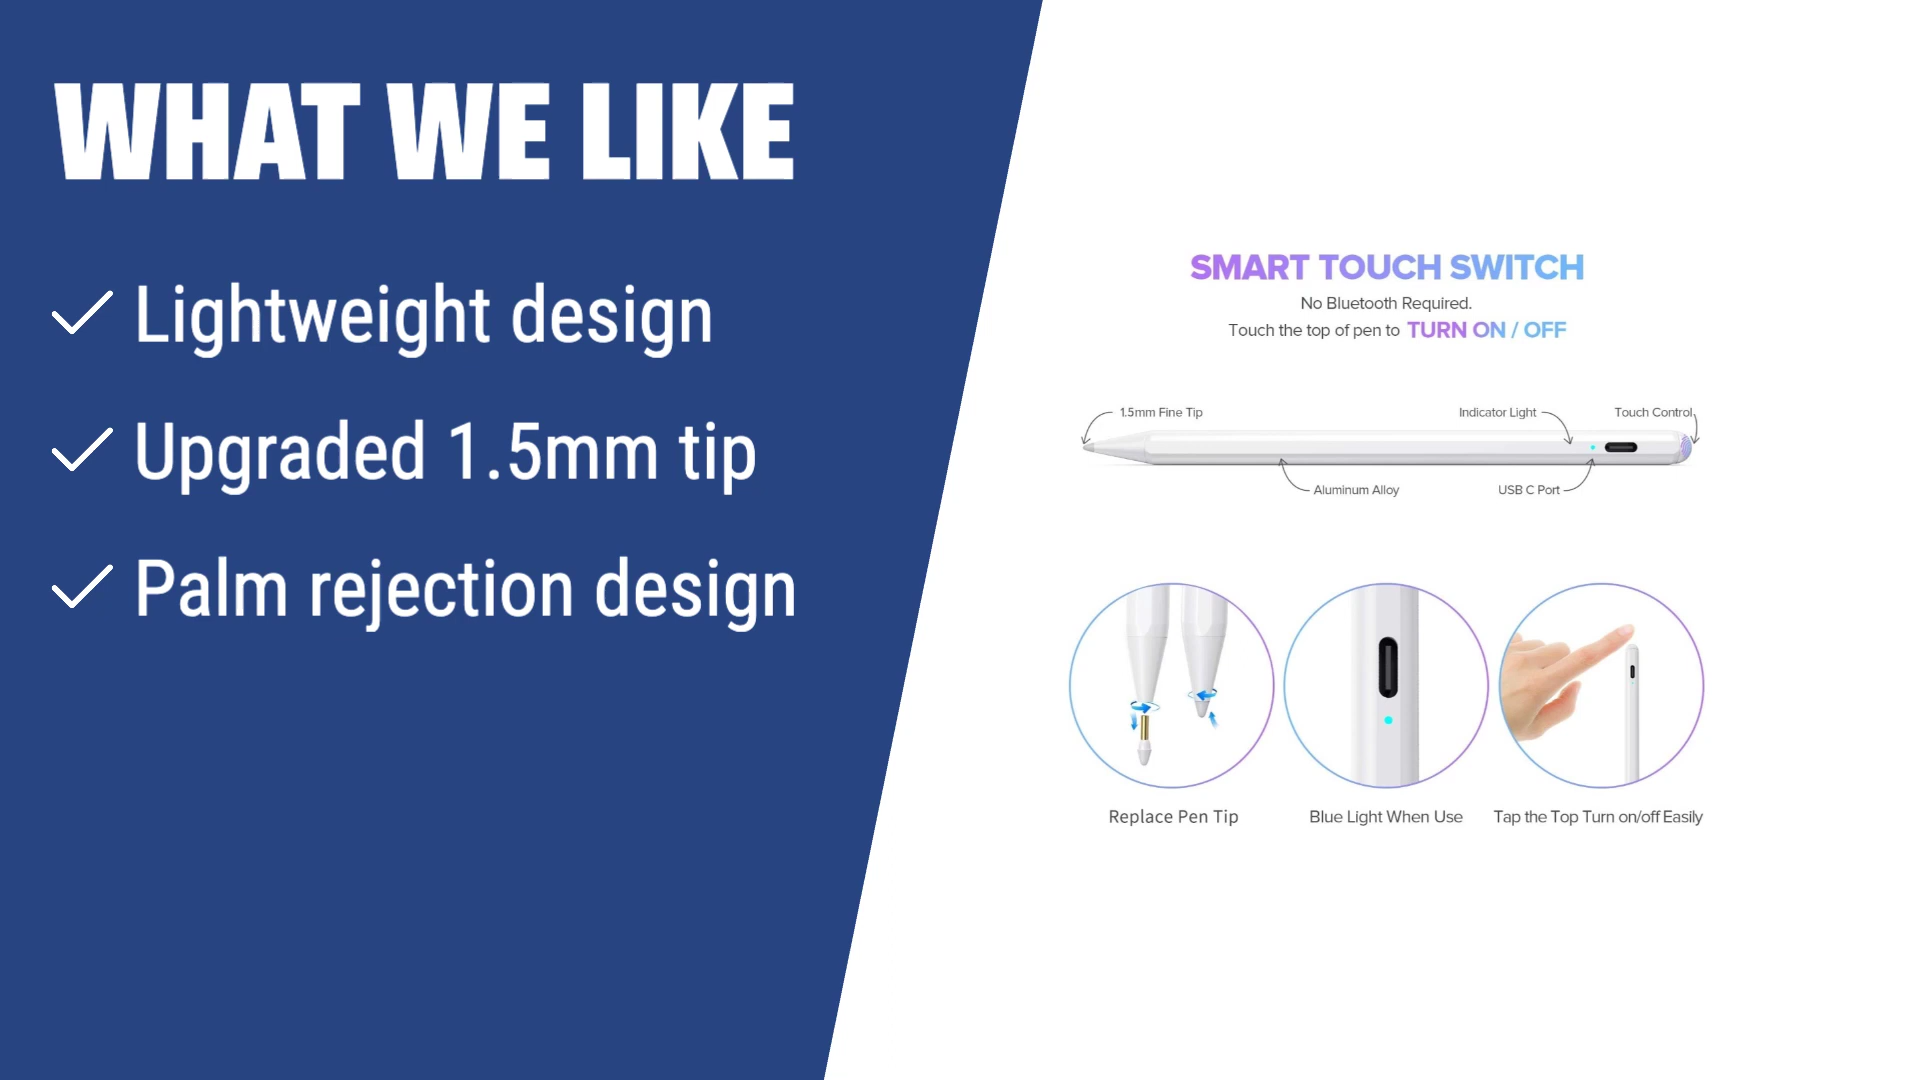 WHAT WE LIKE
Lightweight design
Upgraded 1.5mm tip
Palm rejection design
SMART TOUCH SWITCH
No Bluetooth Required.
Touch the top of pen to TURN ON / OFF
1.5mm Fine Tip
Indicator Light
Touch Control
Aluminum Alloy
USB C Port
Replace Pen Tip
Blue Light When Use
Tap the Top Turn on/off Easily